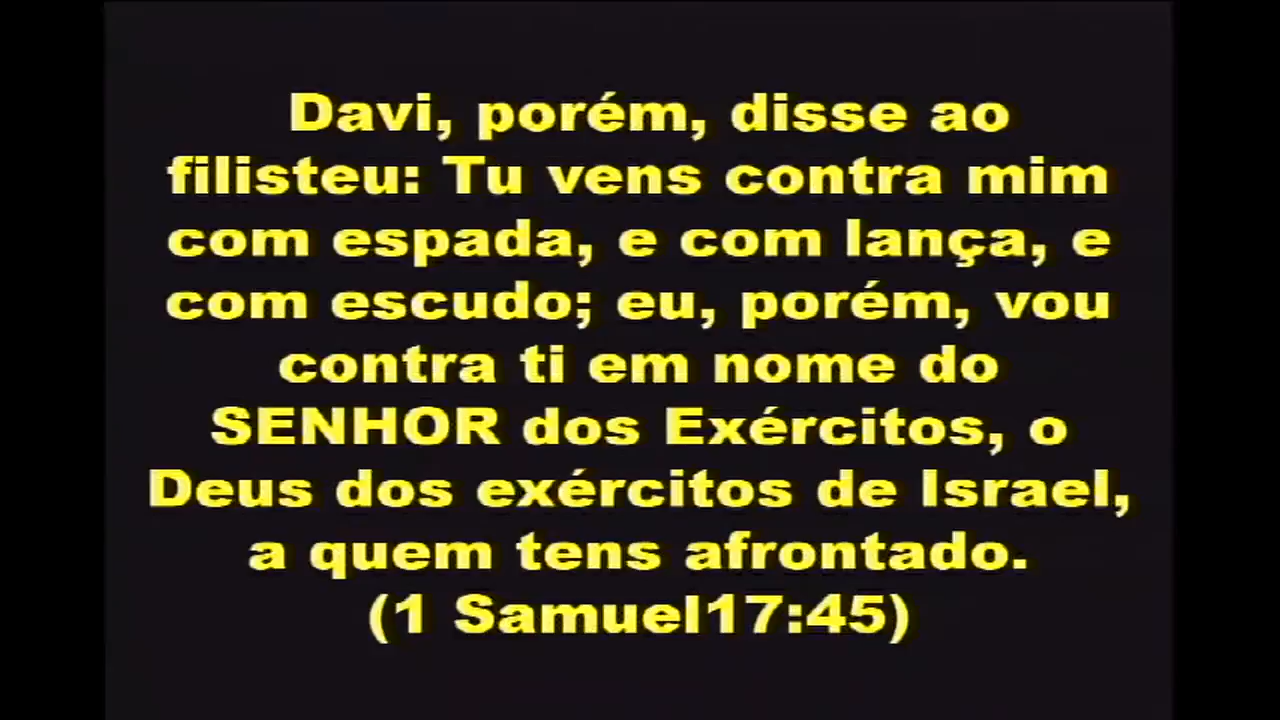 Davi, porém, disse ao
filisteu: Tu vens contra mim
com espada, e com lança, e
com escudo; eu, porém, vou
contra ti em nome do
SENHOR dos Exércitos, o
Deus dos exércitos de Israel,
a quem tens afrontado.
(1 Samuel17:45)